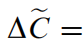 ΔC̃ =